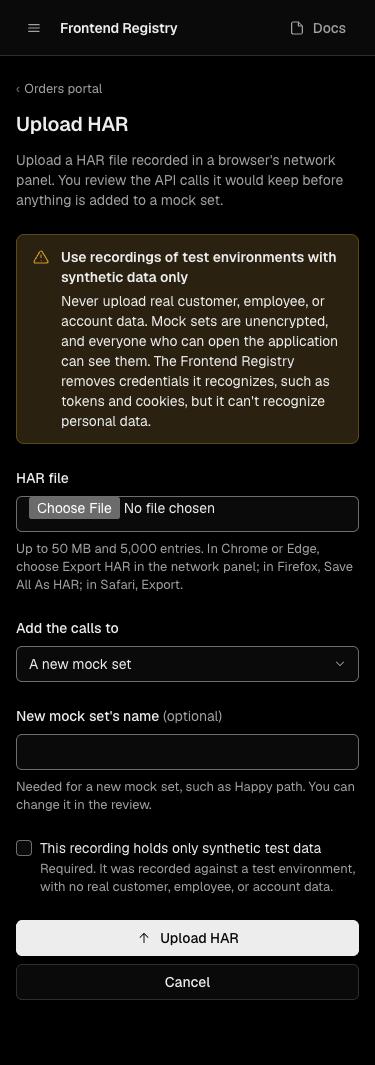 Frontend Registry
Docs
‹ Orders portal
Upload HAR
Upload a HAR file recorded in a browser's network
panel. You review the API calls it would keep before
anything is added to a mock set.
Use recordings of test environments with
synthetic data only
Never upload real customer, employee, or
account data. Mock sets are unencrypted,
and everyone who can open the application
can see them. The Frontend Registry
removes credentials it recognizes, such as
tokens and cookies, but it can't recognize
personal data.
HAR file
Choose File No file chosen
Up to 50 MB and 5,000 entries. In Chrome or Edge,
choose Export HAR in the network panel; in Firefox, Save
All As HAR; in Safari, Export.
Add the calls to
A new mock set
New mock set's name (optional)
Needed for a new mock set, such as Happy path. You can
change it in the review.
This recording holds only synthetic test data
Required. It was recorded against a test environment,
with no real customer, employee, or account data.
Upload HAR
Cancel